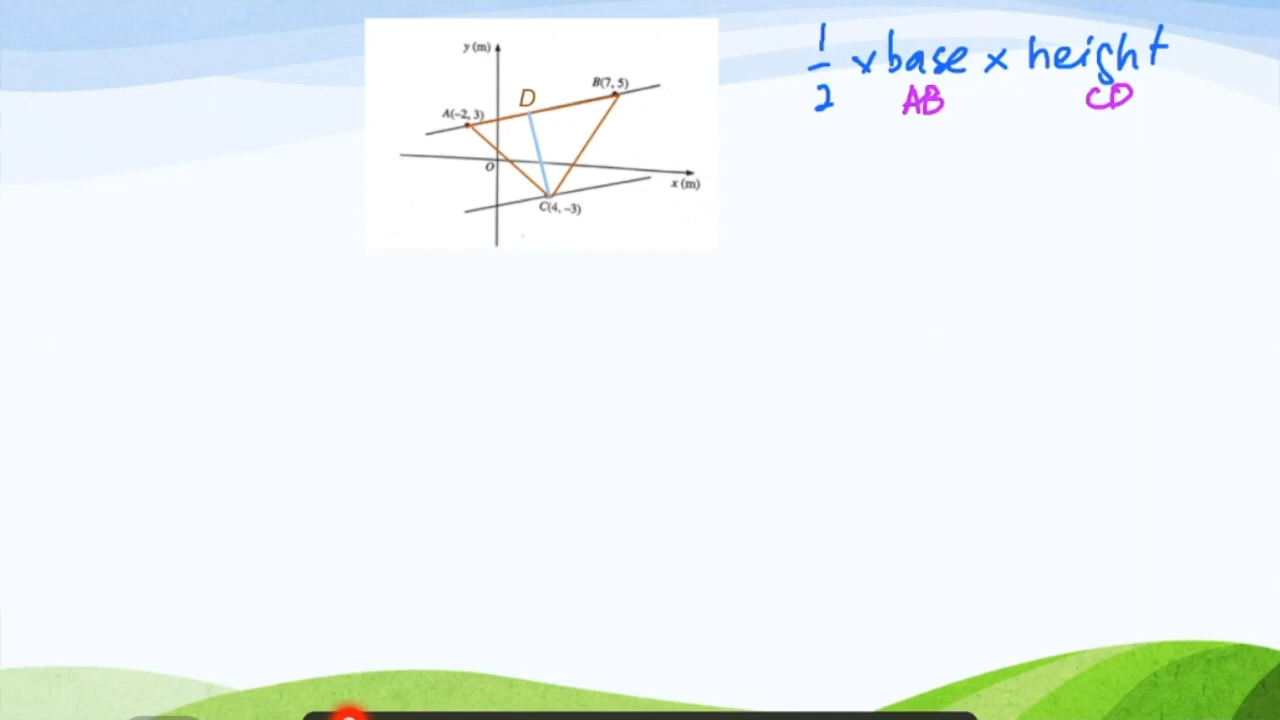 y (m)
B(7, 5)
D
A(−2, 3)
O
x (m)
C(4, −3)
1/2 × base × height
AB CD